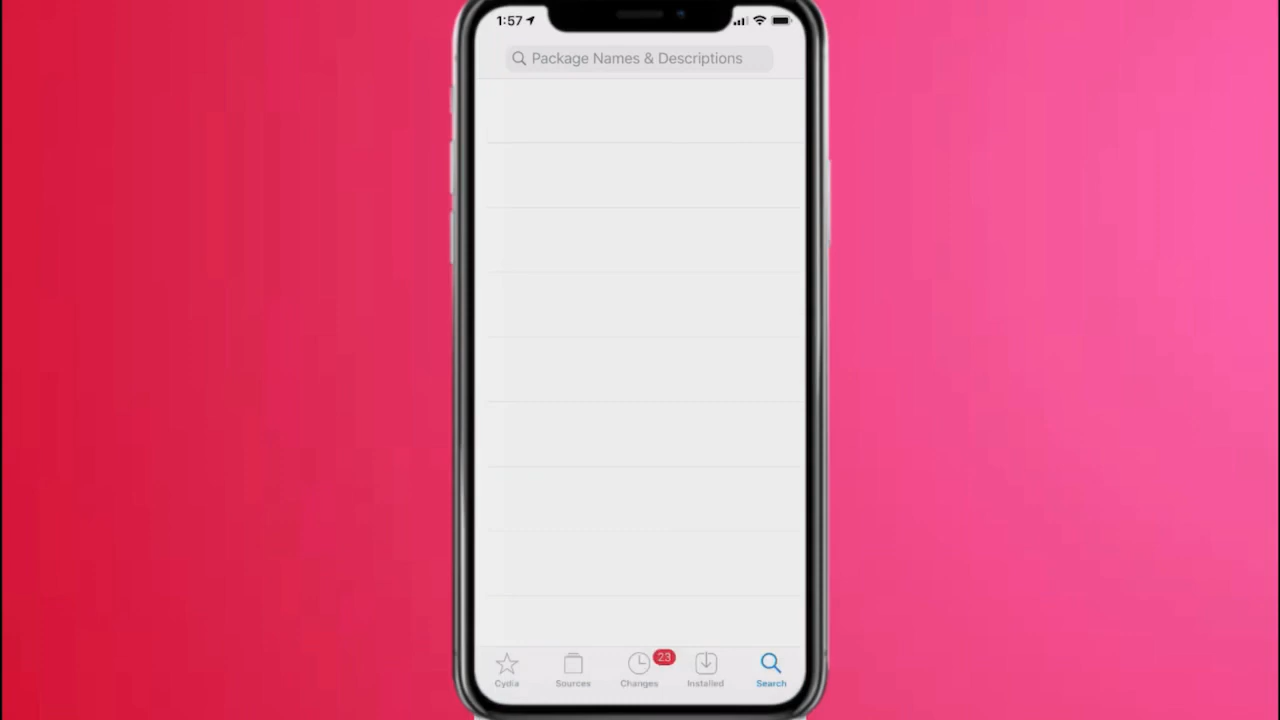 1:57
Package Names & Descriptions
23
Cydia
Sources
Changes
Installed
Search